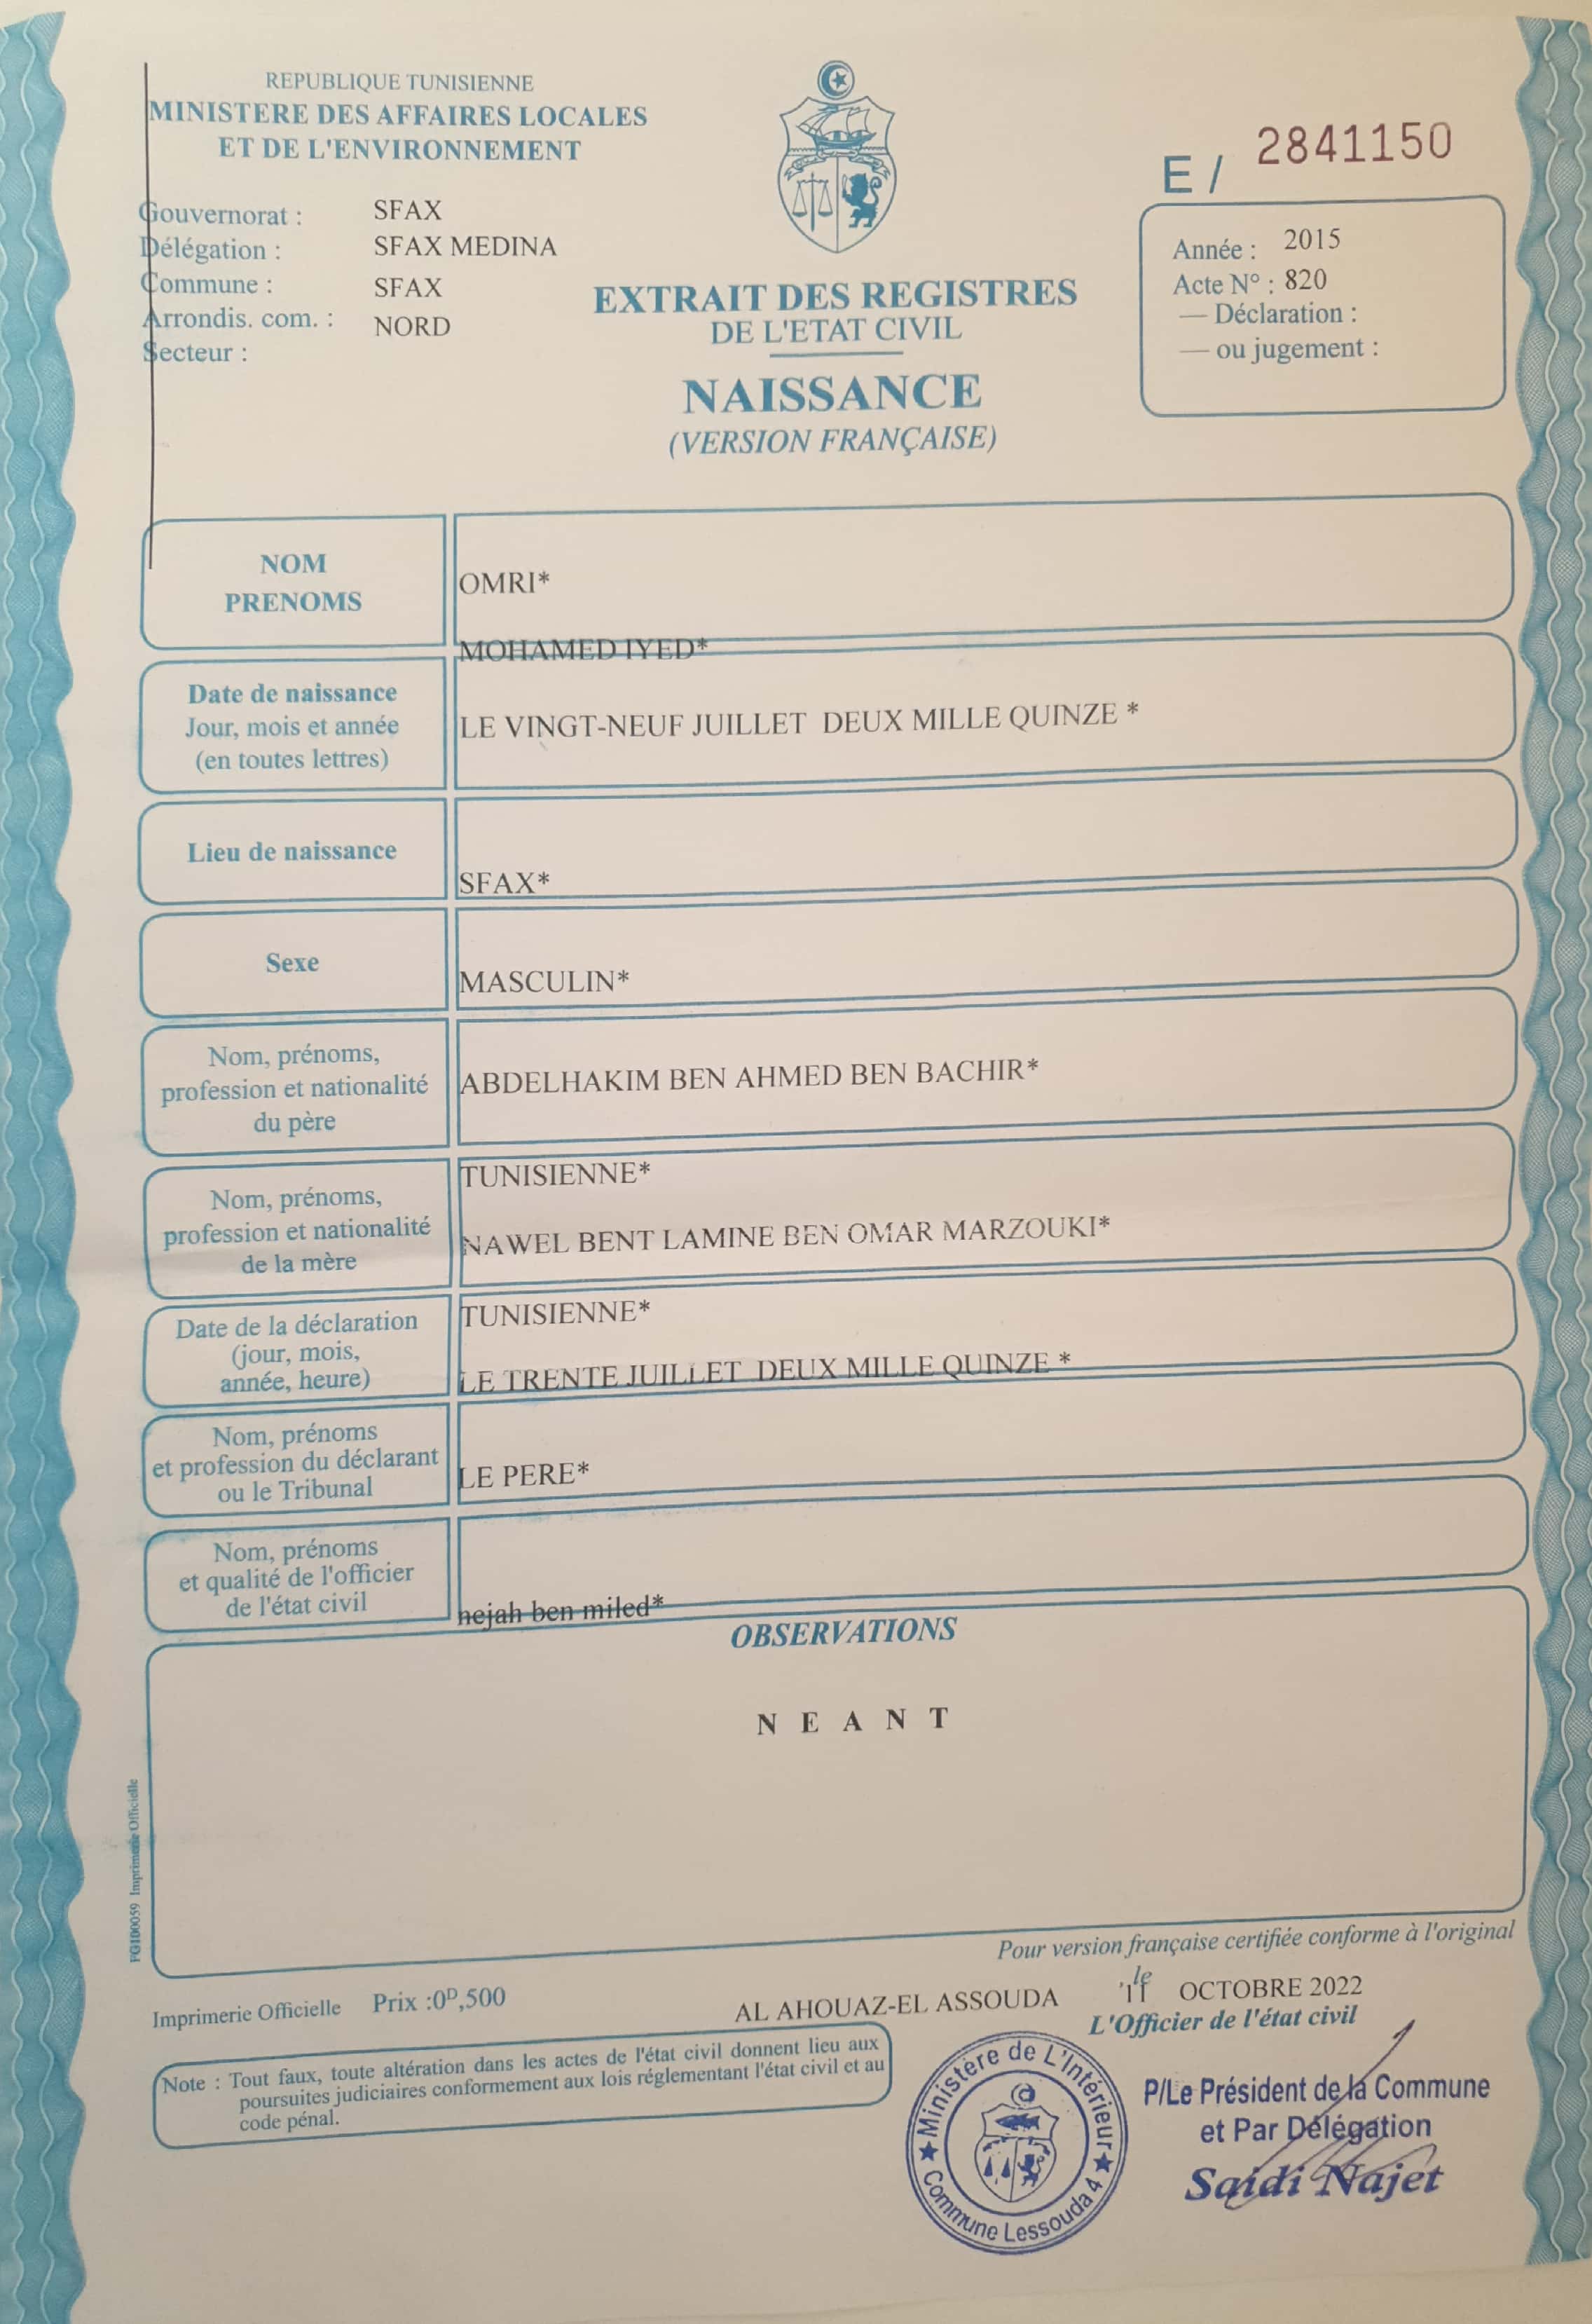 REPUBLIQUE TUNISIENNE
MINISTERE DES AFFAIRES LOCALES
ET DE L'ENVIRONNEMENT
Gouvernorat : SFAX
Délégation : SFAX MEDINA
Commune : SFAX
Arrondis. com. : NORD
Secteur :
E / 2841150
Année : 2015
Acte N° : 820
— Déclaration :
— ou jugement :
EXTRAIT DES REGISTRES
DE L'ETAT CIVIL
NAISSANCE
(VERSION FRANÇAISE)
NOM
PRENOMS
OMRI*
MOHAMED IYED*
Date de naissance
Jour, mois et année
(en toutes lettres)
LE VINGT-NEUF JUILLET DEUX MILLE QUINZE *
Lieu de naissance
SFAX*
Sexe
MASCULIN*
Nom, prénoms,
profession et nationalité
du père
ABDELHAKIM BEN AHMED BEN BACHIR*
TUNISIENNE*
Nom, prénoms,
profession et nationalité
de la mère
NAWEL BENT LAMINE BEN OMAR MARZOUKI*
TUNISIENNE*
Date de la déclaration
(jour, mois,
année, heure)
LE TRENTE JUILLET DEUX MILLE QUINZE *
Nom, prénoms
et profession du déclarant
ou le Tribunal
LE PERE*
Nom, prénoms
et qualité de l'officier
de l'état civil
nejah ben miled*
OBSERVATIONS
N E A N T
PG100059 Imprimerie Officielle
Pour version française certifiée conforme à l'original
Imprimerie Officielle Prix :0D,500
AL AHOUAZ-EL ASSOUDA le 11 OCTOBRE 2022
L'Officier de l'état civil
Note : Tout faux, toute altération dans les actes de l'état civil donnent lieu aux
poursuites judiciaires conformement aux lois réglementant l'état civil et au
code pénal.
Ministère de L'Intérieur
Commune Lessouda 4
P/Le Président de la Commune
et Par Délégation
Saidi Najet